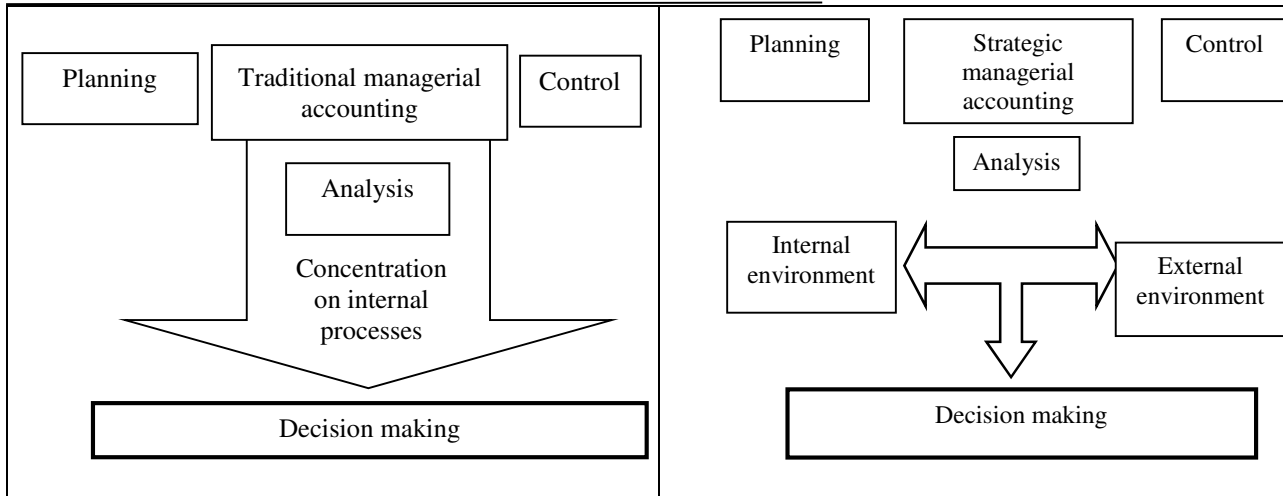 Planning
Traditional managerial
accounting
Control
Analysis
Concentration
on internal
processes
Decision making
Planning
Strategic
managerial
accounting
Control
Analysis
Internal
environment
External
environment
Decision making